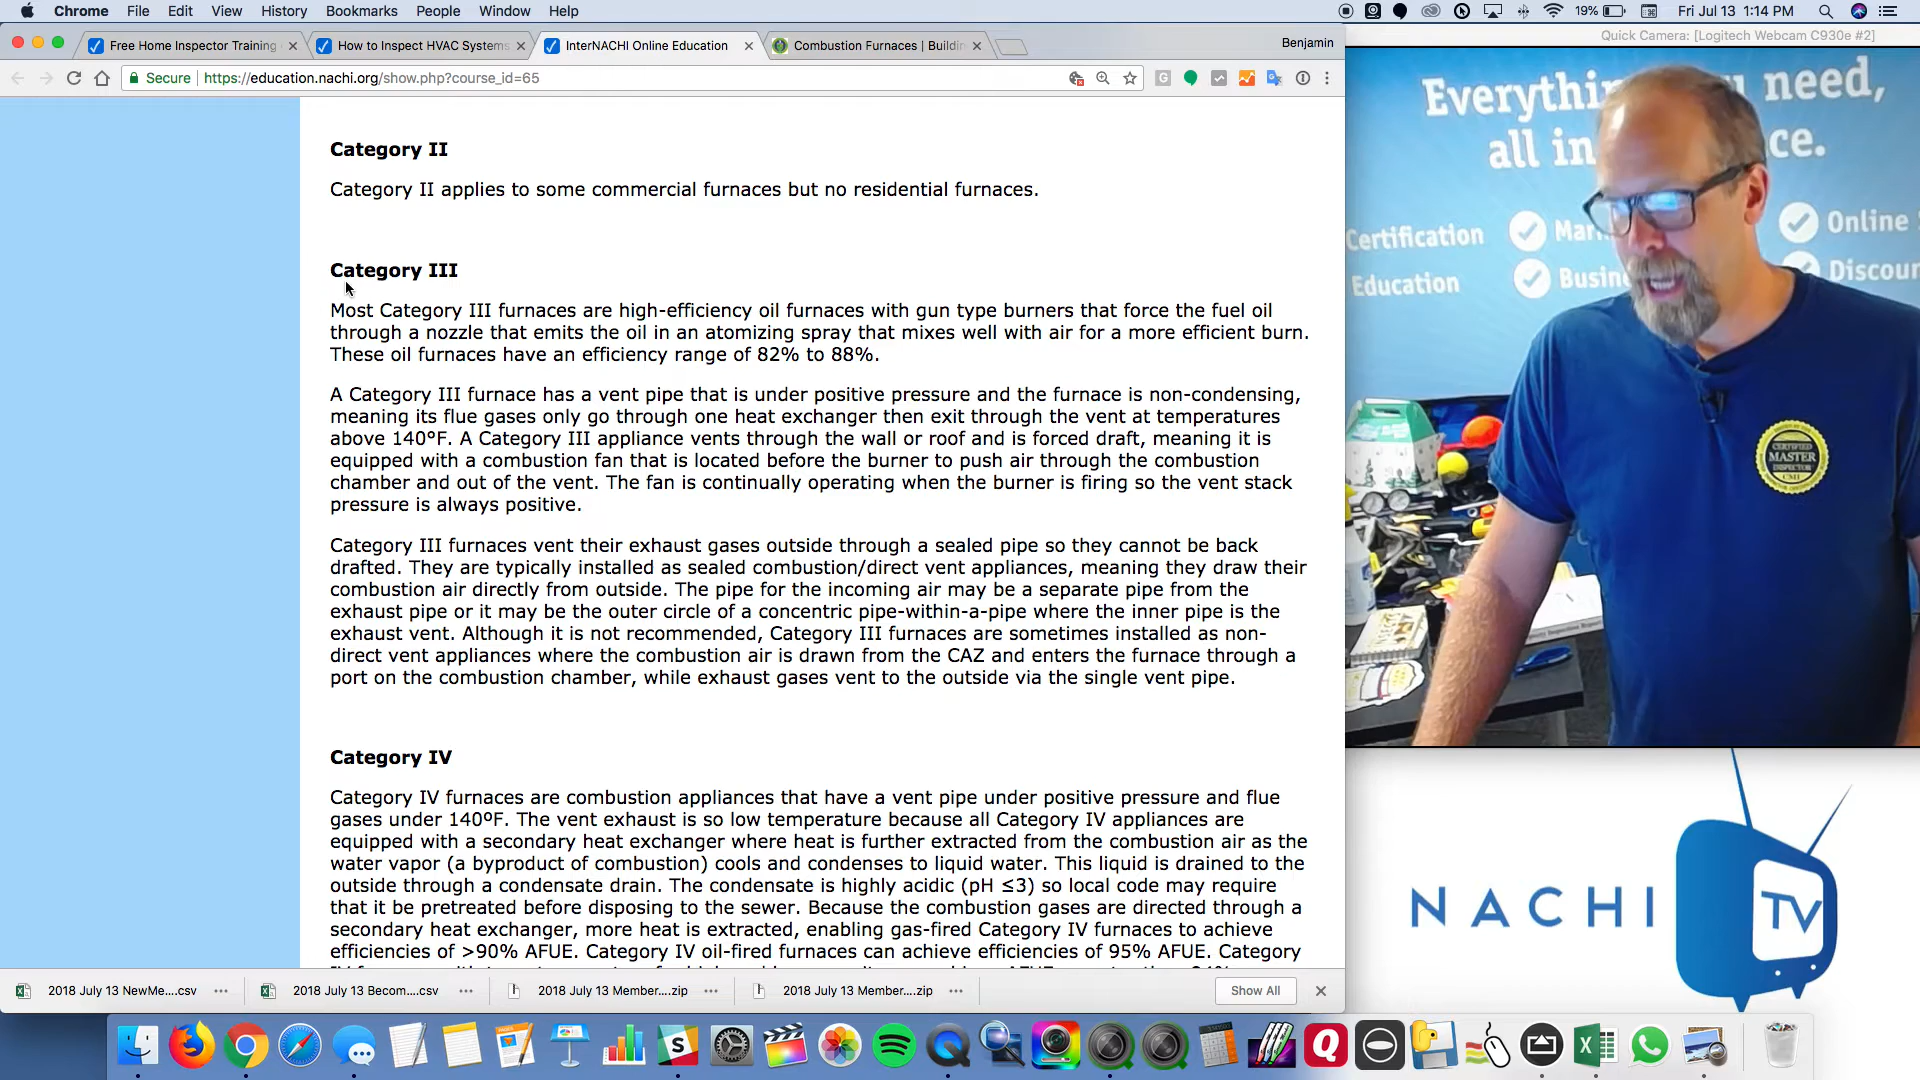 Chrome File Edit View History Bookmarks People Window Help
19% Fri Jul 13 1:14 PM
Free Home Inspector Training
How to Inspect HVAC Systems
InterNACHI Online Education
Combustion Furnaces | Buildin
Benjamin
Quick Camera: [Logitech Webcam C930e #2]
Secure https://education.nachi.org/show.php?course_id=65
Category II
Category II applies to some commercial furnaces but no residential furnaces.
Category III
Most Category III furnaces are high-efficiency oil furnaces with gun type burners that force the fuel oil
through a nozzle that emits the oil in an atomizing spray that mixes well with air for a more efficient burn.
These oil furnaces have an efficiency range of 82% to 88%.
A Category III furnace has a vent pipe that is under positive pressure and the furnace is non-condensing,
meaning its flue gases only go through one heat exchanger then exit through the vent at temperatures
above 140ºF. A Category III appliance vents through the wall or roof and is forced draft, meaning it is
equipped with a combustion fan that is located before the burner to push air through the combustion
chamber and out of the vent. The fan is continually operating when the burner is firing so the vent stack
pressure is always positive.
Category III furnaces vent their exhaust gases outside through a sealed pipe so they cannot be back
drafted. They are typically installed as sealed combustion/direct vent appliances, meaning they draw their
combustion air directly from outside. The pipe for the incoming air may be a separate pipe from the
exhaust pipe or it may be the outer circle of a concentric pipe-within-a-pipe where the inner pipe is the
exhaust vent. Although it is not recommended, Category III furnaces are sometimes installed as non-
direct vent appliances where the combustion air is drawn from the CAZ and enters the furnace through a
port on the combustion chamber, while exhaust gases vent to the outside via the single vent pipe.
Category IV
Category IV furnaces are combustion appliances that have a vent pipe under positive pressure and flue
gases under 140ºF. The vent exhaust is so low temperature because all Category IV appliances are
equipped with a secondary heat exchanger where heat is further extracted from the combustion air as the
water vapor (a byproduct of combustion) cools and condenses to liquid water. This liquid is drained to the
outside through a condensate drain. The condensate is highly acidic (pH ≤3) so local code may require
that it be pretreated before disposing to the sewer. Because the combustion gases are directed through a
secondary heat exchanger, more heat is extracted, enabling gas-fired Category IV furnaces to achieve
efficiencies of >90% AFUE. Category IV oil-fired furnaces can achieve efficiencies of 95% AFUE. Category
2018 July 13 NewMe....csv
2018 July 13 Becom....csv
2018 July 13 Member....zip
2018 July 13 Member....zip
Show All
Everythin u need,
all in ce.
Certification Mar Online
Education Busin Discoun
CERTIFIED
MASTER
INSPECTOR
CMI
NACHI TV